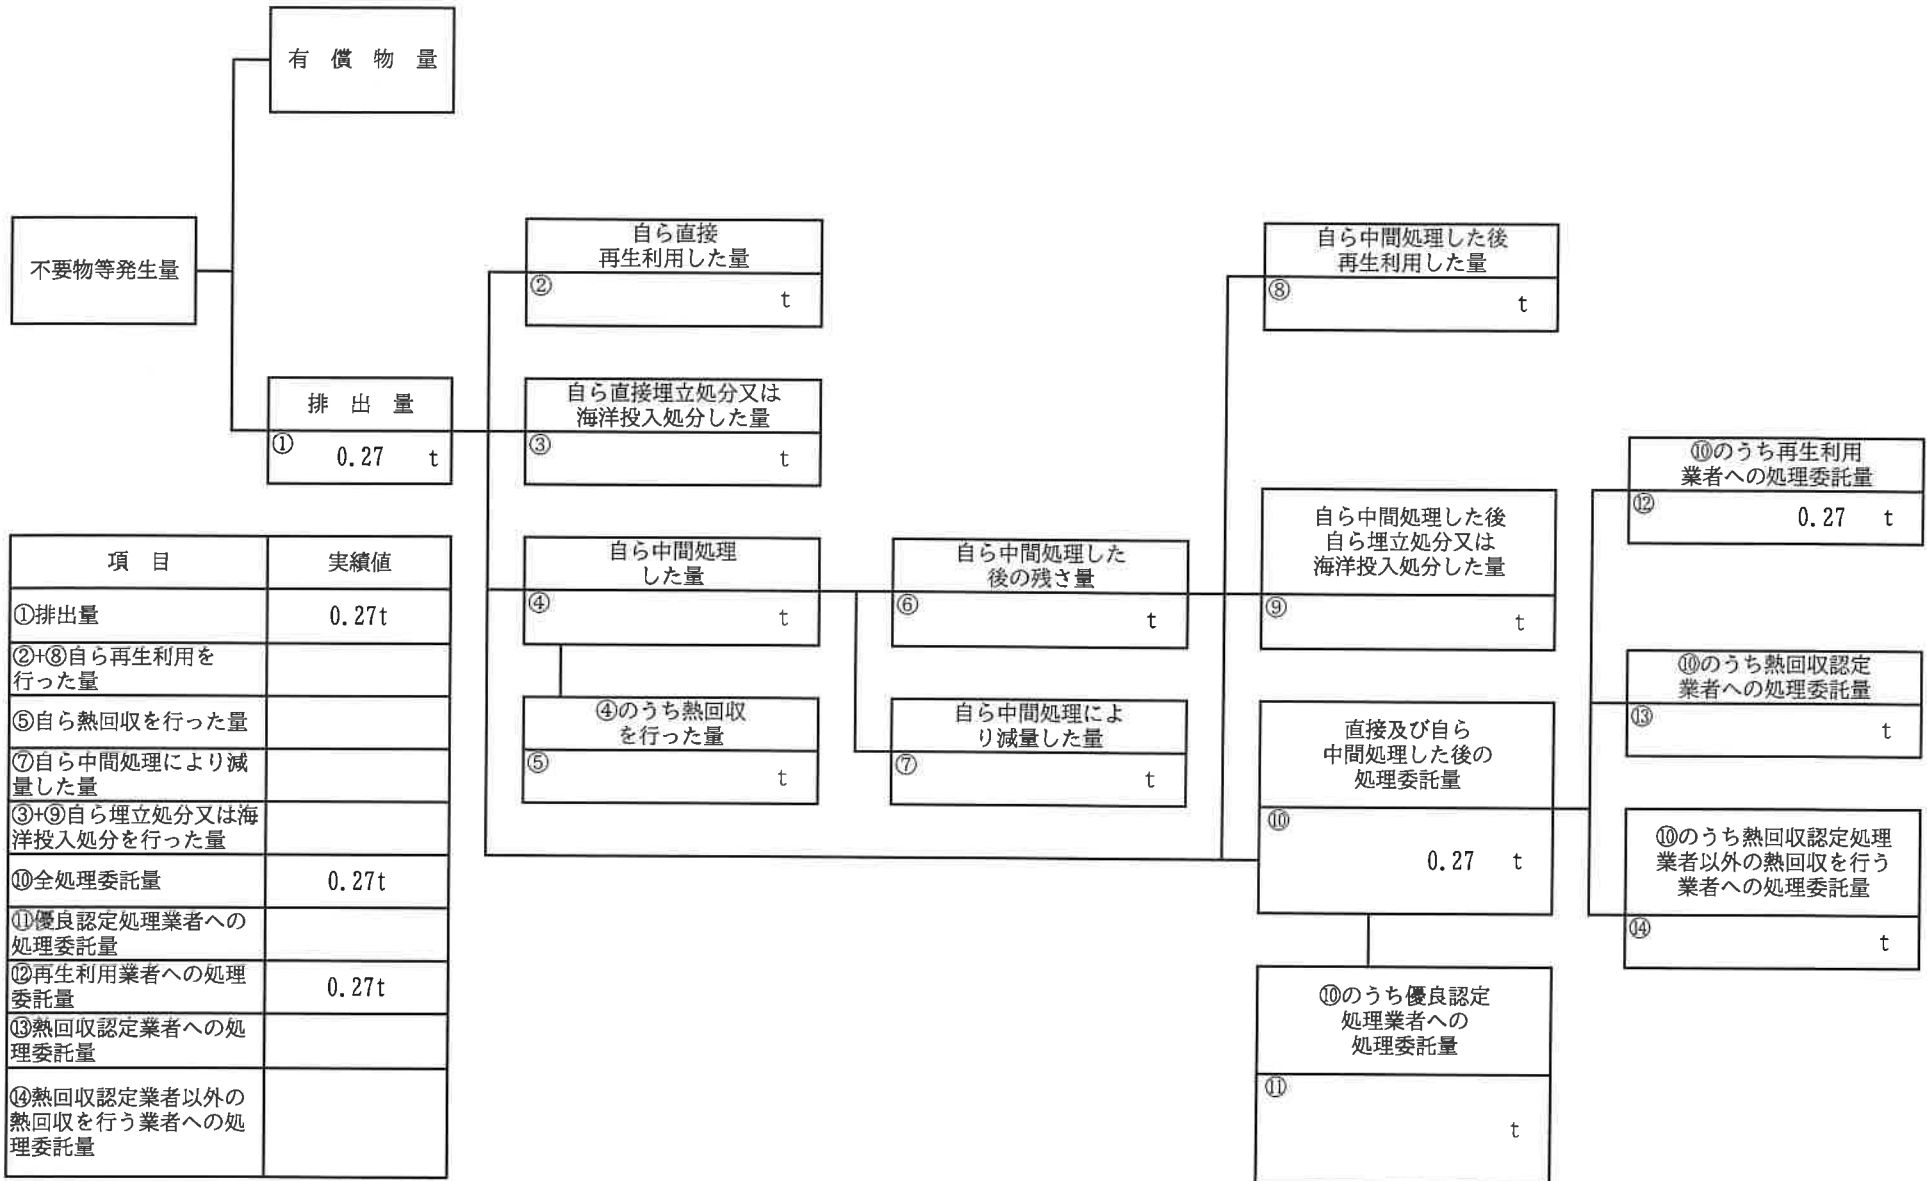 有 償 物 量
不要物等発生量
排 出 量
① 0.27 t
自ら直接
再生利用した量
② t
自ら直接埋立処分又は
海洋投入処分した量
③ t
自ら中間処理
した量
④ t
④のうち熱回収
を行った量
⑤ t
自ら中間処理した
後の残さ量
⑥ t
自ら中間処理によ
り減量した量
⑦ t
自ら中間処理した後
再生利用した量
⑧ t
自ら中間処理した後
自ら埋立処分又は
海洋投入処分した量
⑨ t
直接及び自ら
中間処理した後の
処理委託量
⑩ 0.27 t
⑩のうち優良認定
処理業者への
処理委託量
⑪ t
⑩のうち再生利用
業者への処理委託量
⑫ 0.27 t
⑩のうち熱回収認定
業者への処理委託量
⑬ t
⑩のうち熱回収認定処理
業者以外の熱回収を行う
業者への処理委託量
⑭ t
項 目 実績値
①排出量 0.27t
②+⑧自ら再生利用を
行った量
⑤自ら熱回収を行った量
⑦自ら中間処理により減
量した量
③+⑨自ら埋立処分又は海
洋投入処分を行った量
⑩全処理委託量 0.27t
⑪優良認定処理業者への
処理委託量
⑫再生利用業者への処理
委託量 0.27t
⑬熱回収認定業者への処
理委託量
⑭熱回収認定業者以外の
熱回収を行う業者への処
理委託量